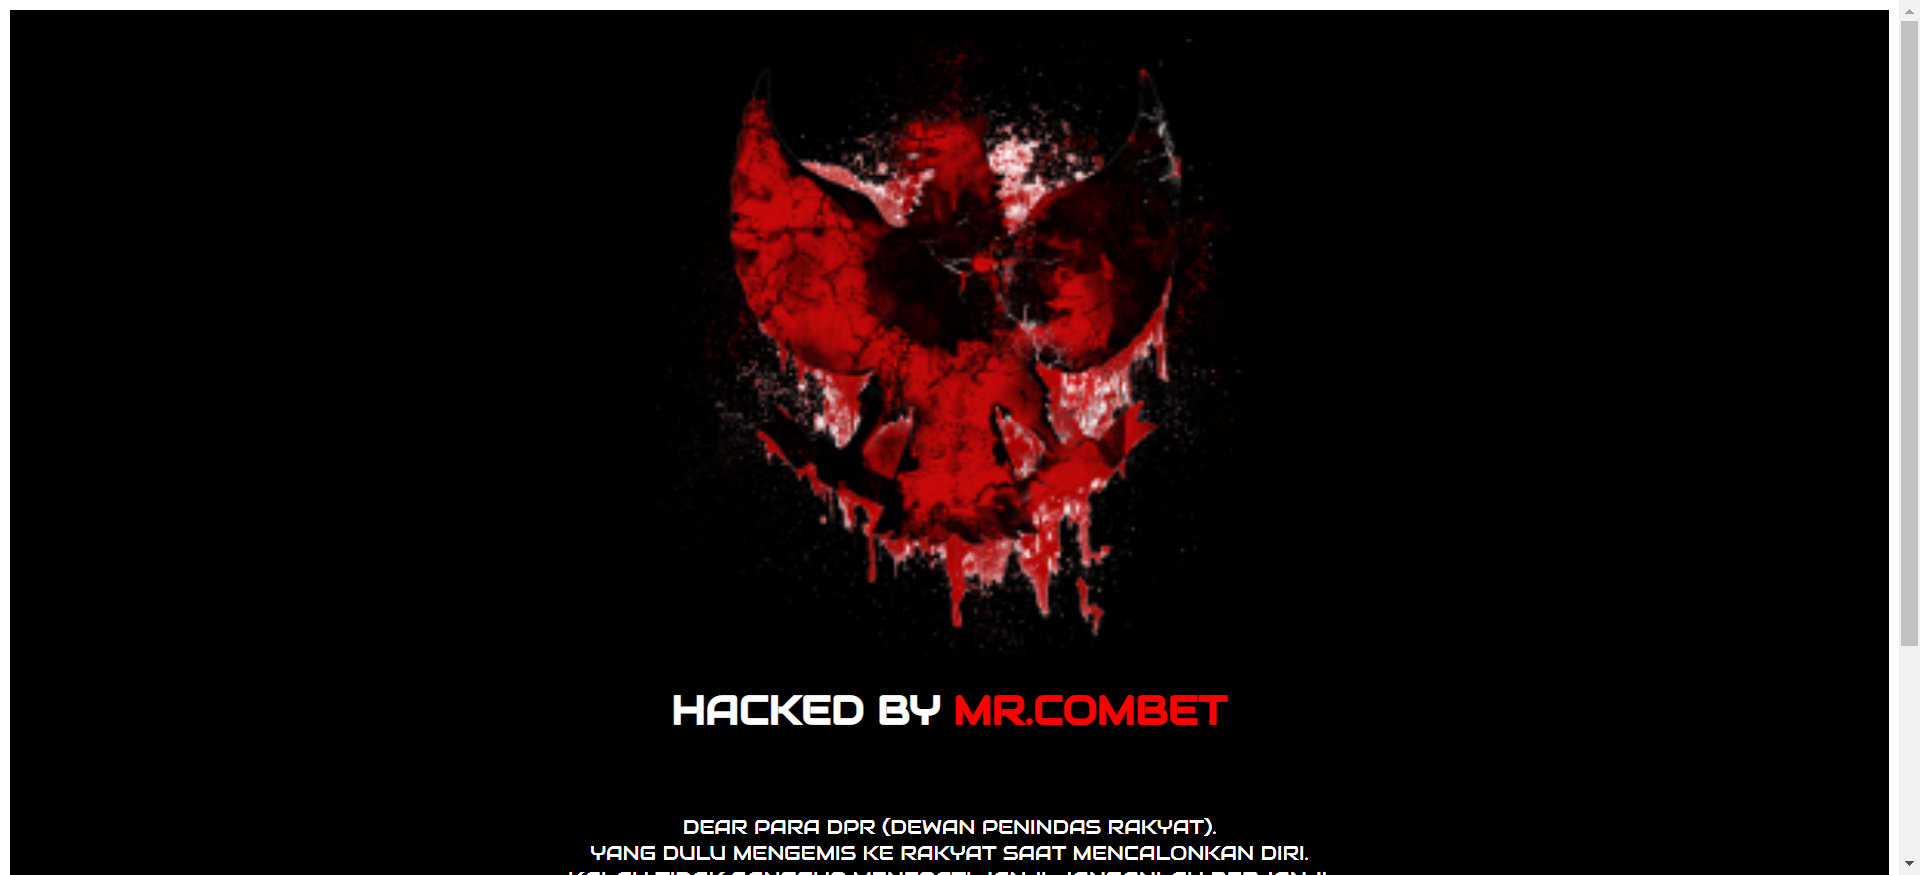 HACKED BY MR.COMBET
DEAR PARA DPR (DEWAN PENINDAS RAKYAT).
YANG DULU MENGEMIS KE RAKYAT SAAT MENCALONKAN DIRI.